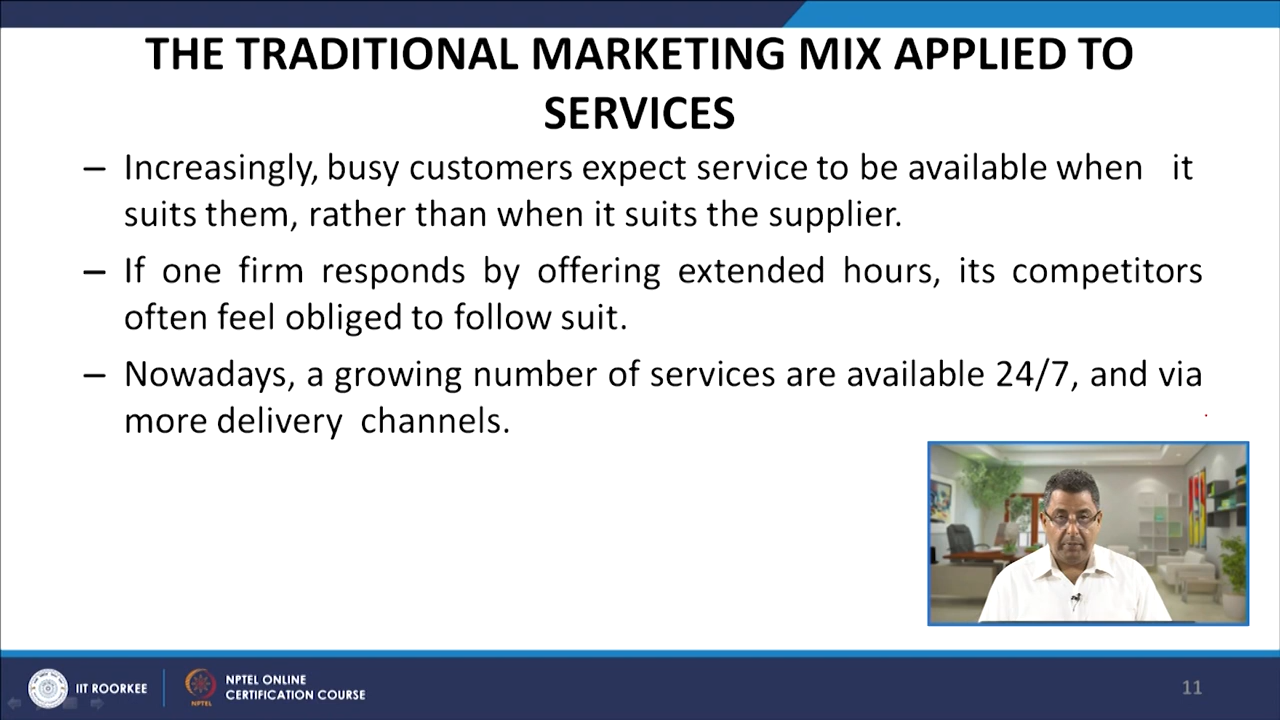 THE TRADITIONAL MARKETING MIX APPLIED TO
SERVICES
– Increasingly, busy customers expect service to be available when it
suits them, rather than when it suits the supplier.
– If one firm responds by offering extended hours, its competitors
often feel obliged to follow suit.
– Nowadays, a growing number of services are available 24/7, and via
more delivery channels.
IIT ROORKEE
NPTEL
NPTEL ONLINE
CERTIFICATION COURSE
11